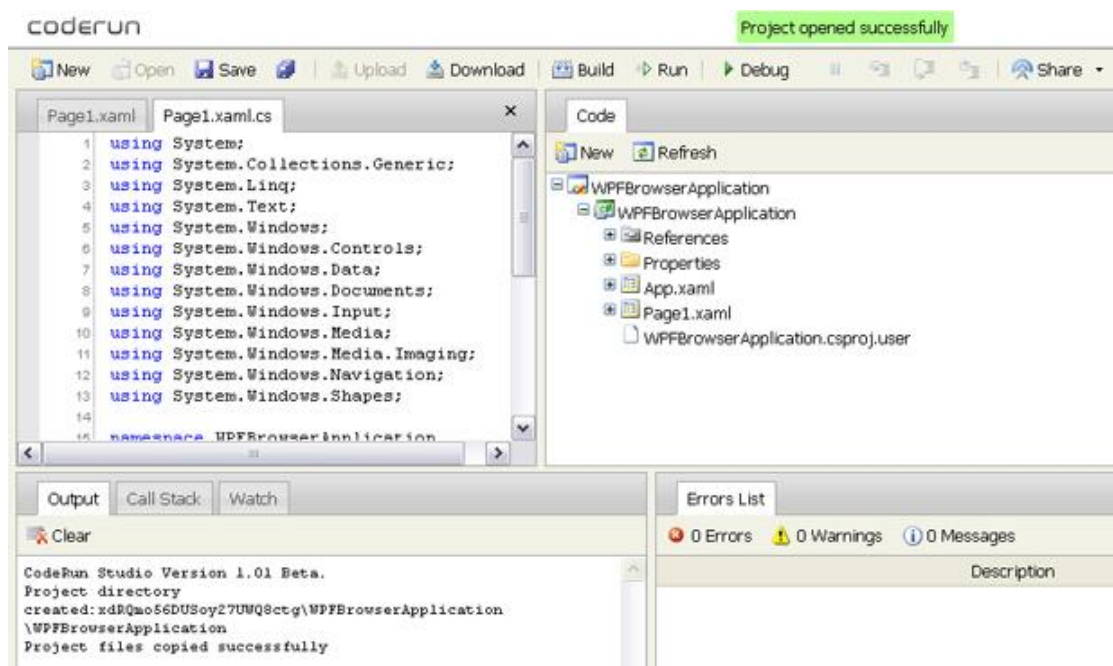 coderun
Project opened successfully
New Open Save Upload Download Build Run Debug Share
Page1.xaml Page1.xaml.cs
1 using System;
2 using System.Collections.Generic;
3 using System.Linq;
4 using System.Text;
5 using System.Windows;
6 using System.Windows.Controls;
7 using System.Windows.Data;
8 using System.Windows.Documents;
9 using System.Windows.Input;
10 using System.Windows.Media;
11 using System.Windows.Media.Imaging;
12 using System.Windows.Navigation;
13 using System.Windows.Shapes;
14
15 namespace WPFBrowserApplication
Code
New Refresh
WPFBrowserApplication
WPFBrowserApplication
References
Properties
App.xaml
Page1.xaml
WPFBrowserApplication.csproj.user
Output Call Stack Watch
Clear
CodeRun Studio Version 1.01 Beta.
Project directory
created:xdRQmo56DUSoy27UWQ8ctg\WPFBrowserApplication
\WPFBrowserApplication
Project files copied successfully
Errors List
0 Errors 0 Warnings 0 Messages
Description